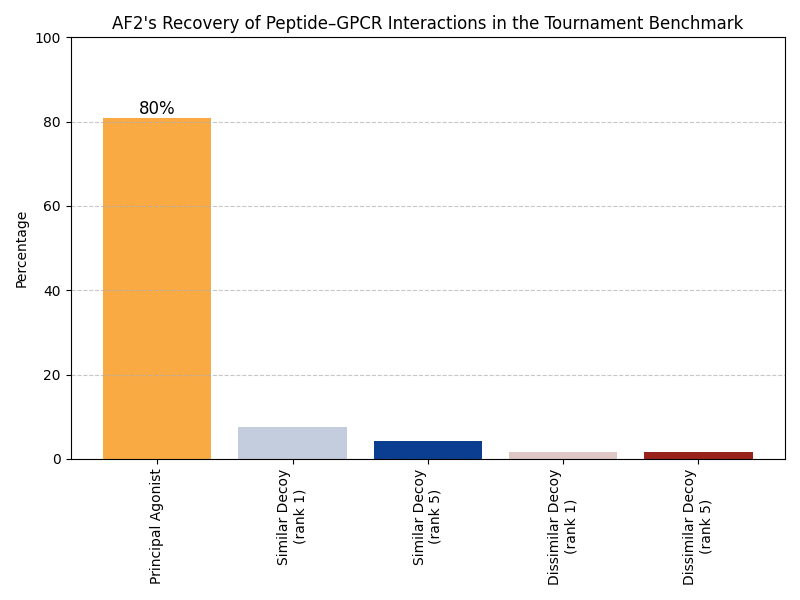 AF2's Recovery of Peptide–GPCR Interactions in the Tournament Benchmark
100
80
60
40
20
0
Percentage
80%
Principal Agonist
Similar Decoy
(rank 1)
Similar Decoy
(rank 5)
Dissimilar Decoy
(rank 1)
Dissimilar Decoy
(rank 5)